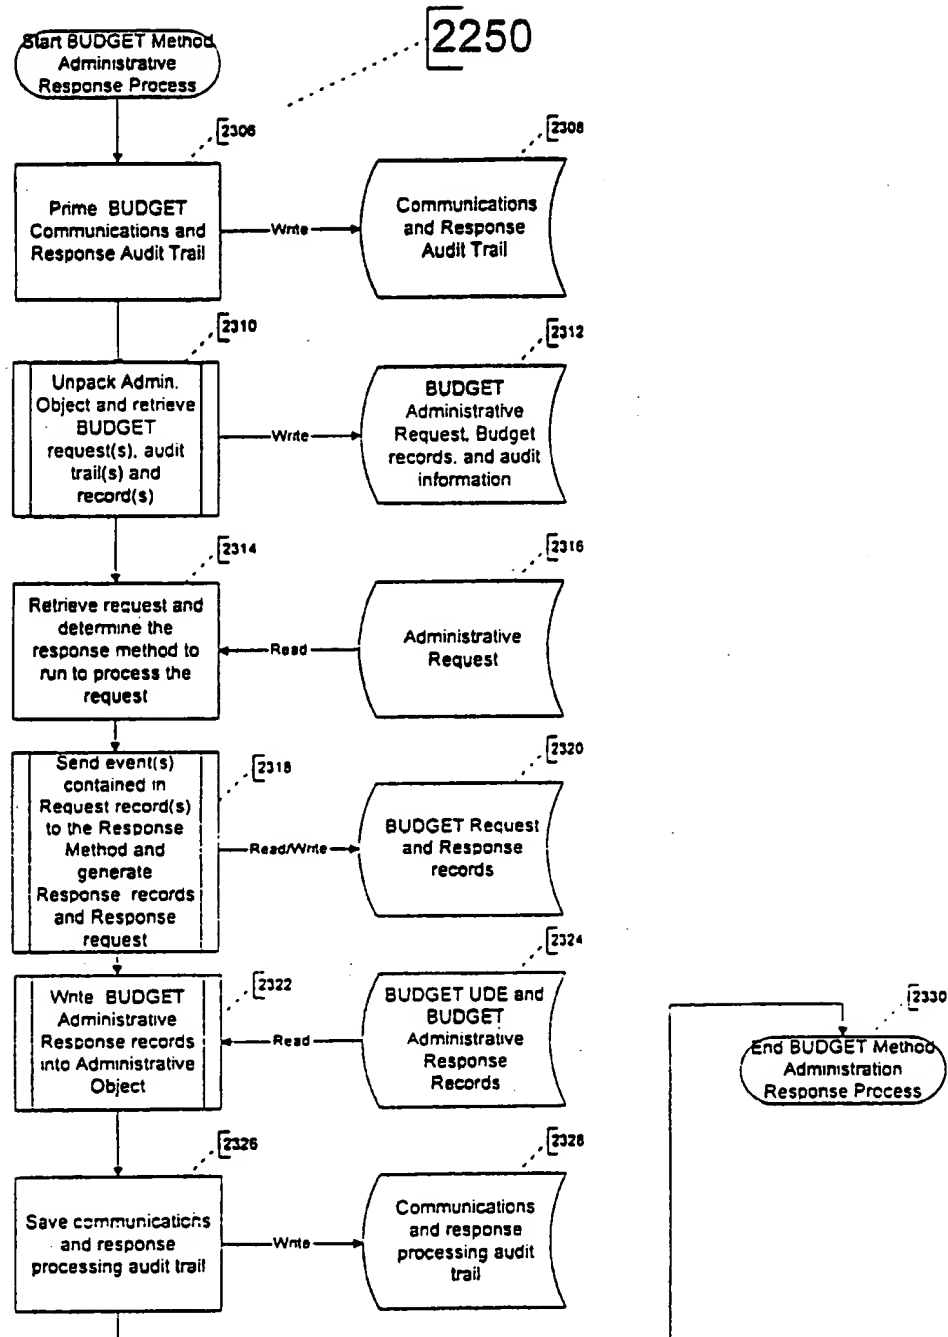 2250
Start BUDGET Method
Administrative
Response Process
2306
Prime BUDGET
Communications and
Response Audit Trail
Write
2308
Communications
and Response
Audit Trail
2310
Unpack Admin.
Object and retrieve
BUDGET
request(s), audit
trail(s) and
record(s)
Write
2312
BUDGET
Administrative
Request, Budget
records, and audit
information
2314
Retrieve request and
determine the
response method to
run to process the
request
Read
2316
Administrative
Request
2318
Send event(s)
contained in
Request record(s)
to the Response
Method and
generate
Response records
and Response
request
Read/Write
2320
BUDGET Request
and Response
records
2322
Write BUDGET
Administrative
Response records
into Administrative
Object
Read
2324
BUDGET UDE and
BUDGET
Administrative
Response
Records
2326
Save communications
and response
processing audit trail
Write
2328
Communications
and response
processing audit
trail
2330
End BUDGET Method
Administration
Response Process